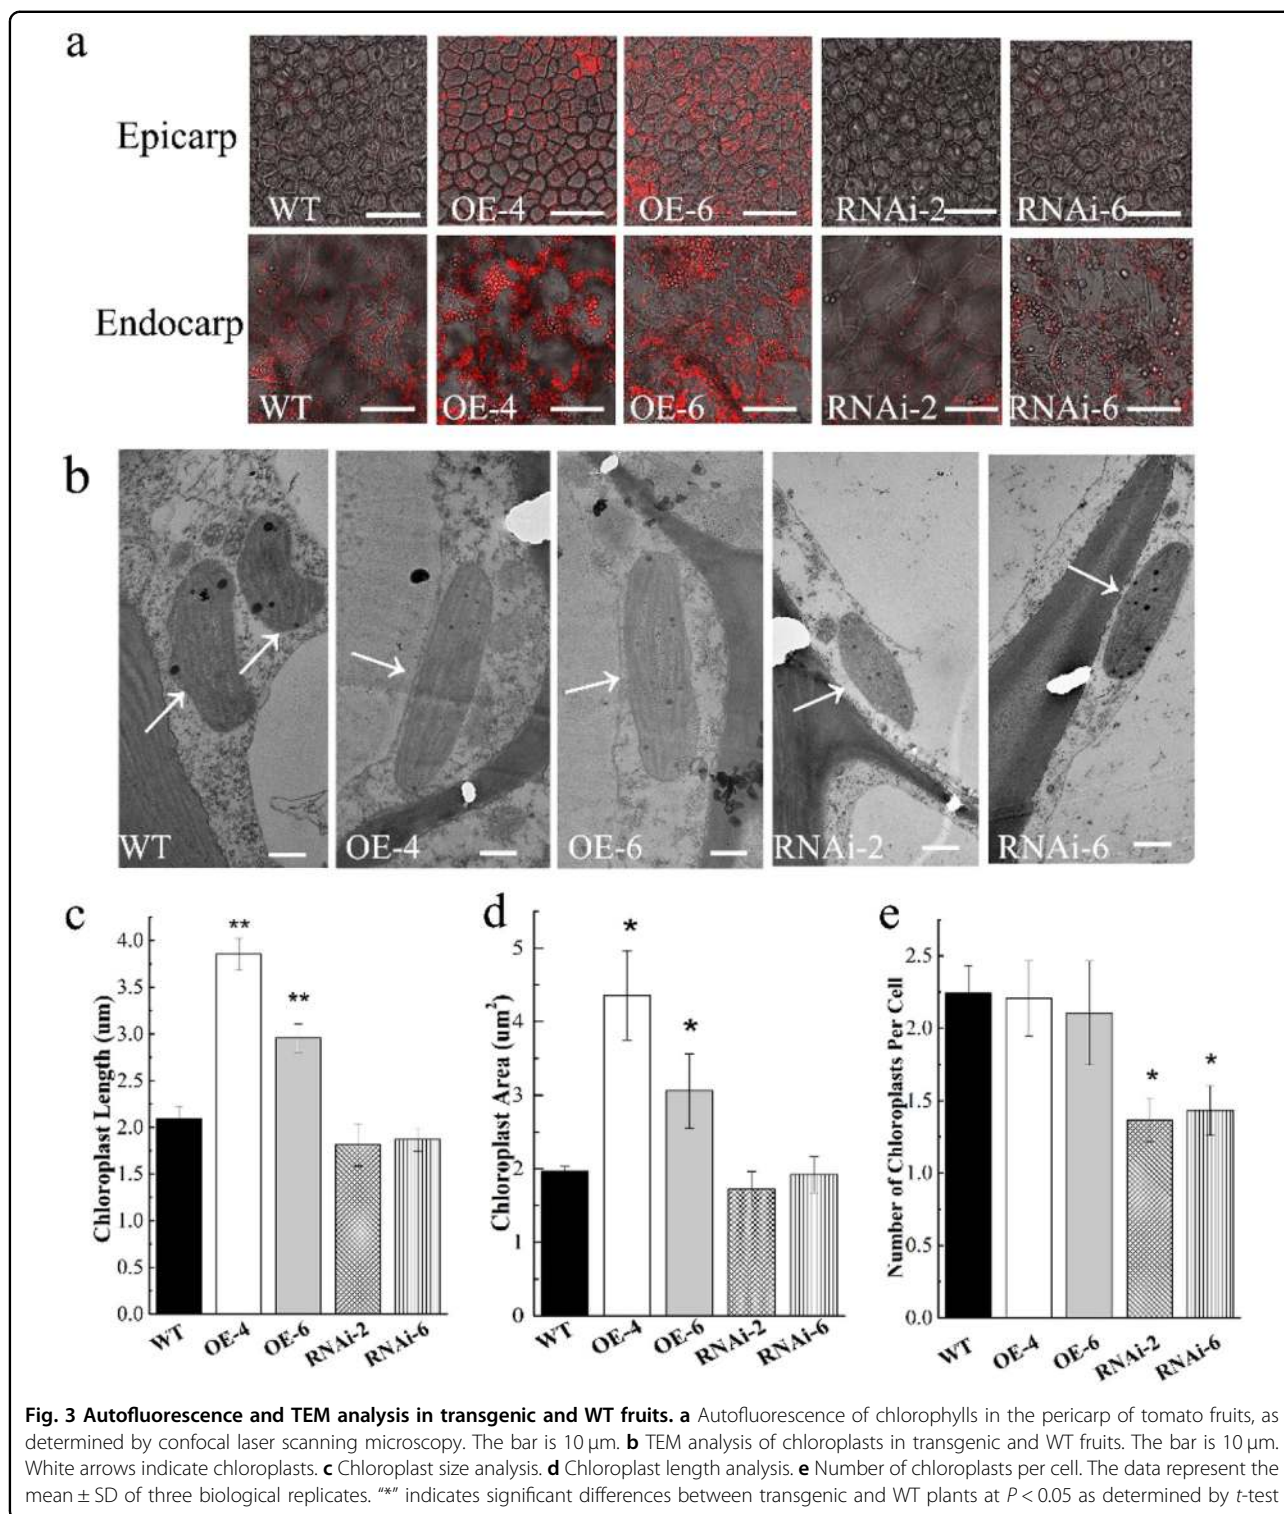 a
Epicarp
WT OE-4 OE-6 RNAi-2 RNAi-6
Endocarp
WT OE-4 OE-6 RNAi-2 RNAi-6
b
WT OE-4 OE-6 RNAi-2 RNAi-6
c
Chloroplast Length (um)
4.0
3.5
3.0
2.5
2.0
1.5
1.0
0.5
0.0
** **
WT OE-4 OE-6 RNAi-2 RNAi-6
d
Chloroplast Area (um²)
5
4
3
2
1
0
* *
WT OE-4 OE-6 RNAi-2 RNAi-6
e
Number of Chloroplasts Per Cell
2.5
2.0
1.5
1.0
0.5
0.0
* *
WT OE-4 OE-6 RNAi-2 RNAi-6
Fig. 3 Autofluorescence and TEM analysis in transgenic and WT fruits. a Autofluorescence of chlorophylls in the pericarp of tomato fruits, as
determined by confocal laser scanning microscopy. The bar is 10 µm. b TEM analysis of chloroplasts in transgenic and WT fruits. The bar is 10 µm.
White arrows indicate chloroplasts. c Chloroplast size analysis. d Chloroplast length analysis. e Number of chloroplasts per cell. The data represent the
mean ± SD of three biological replicates. “*” indicates significant differences between transgenic and WT plants at P < 0.05 as determined by t-test